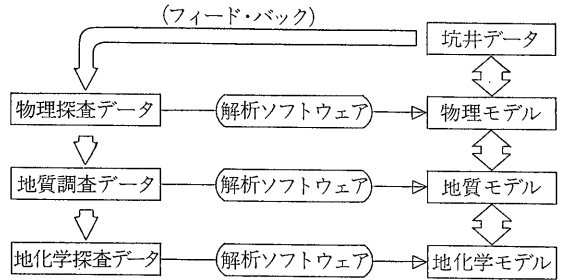 (フィード・バック)
坑井データ
物理探査データ 解析ソフトウェア 物理モデル
地質調査データ 解析ソフトウェア 地質モデル
地化学探査データ 解析ソフトウェア 地化学モデル